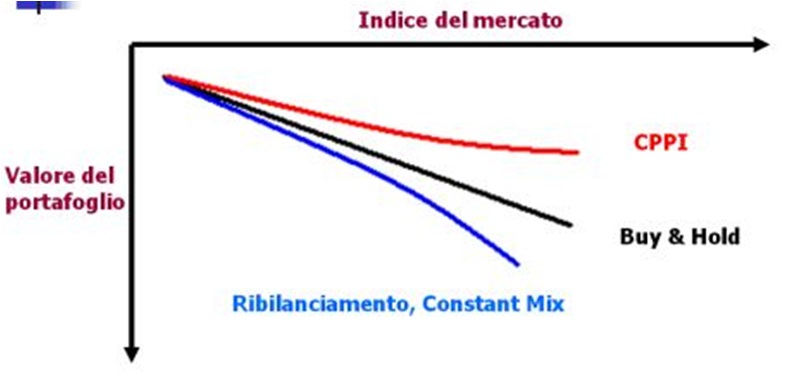 Indice del mercato
CPPI
Valore del
portafoglio
Buy & Hold
Ribilanciamento, Constant Mix